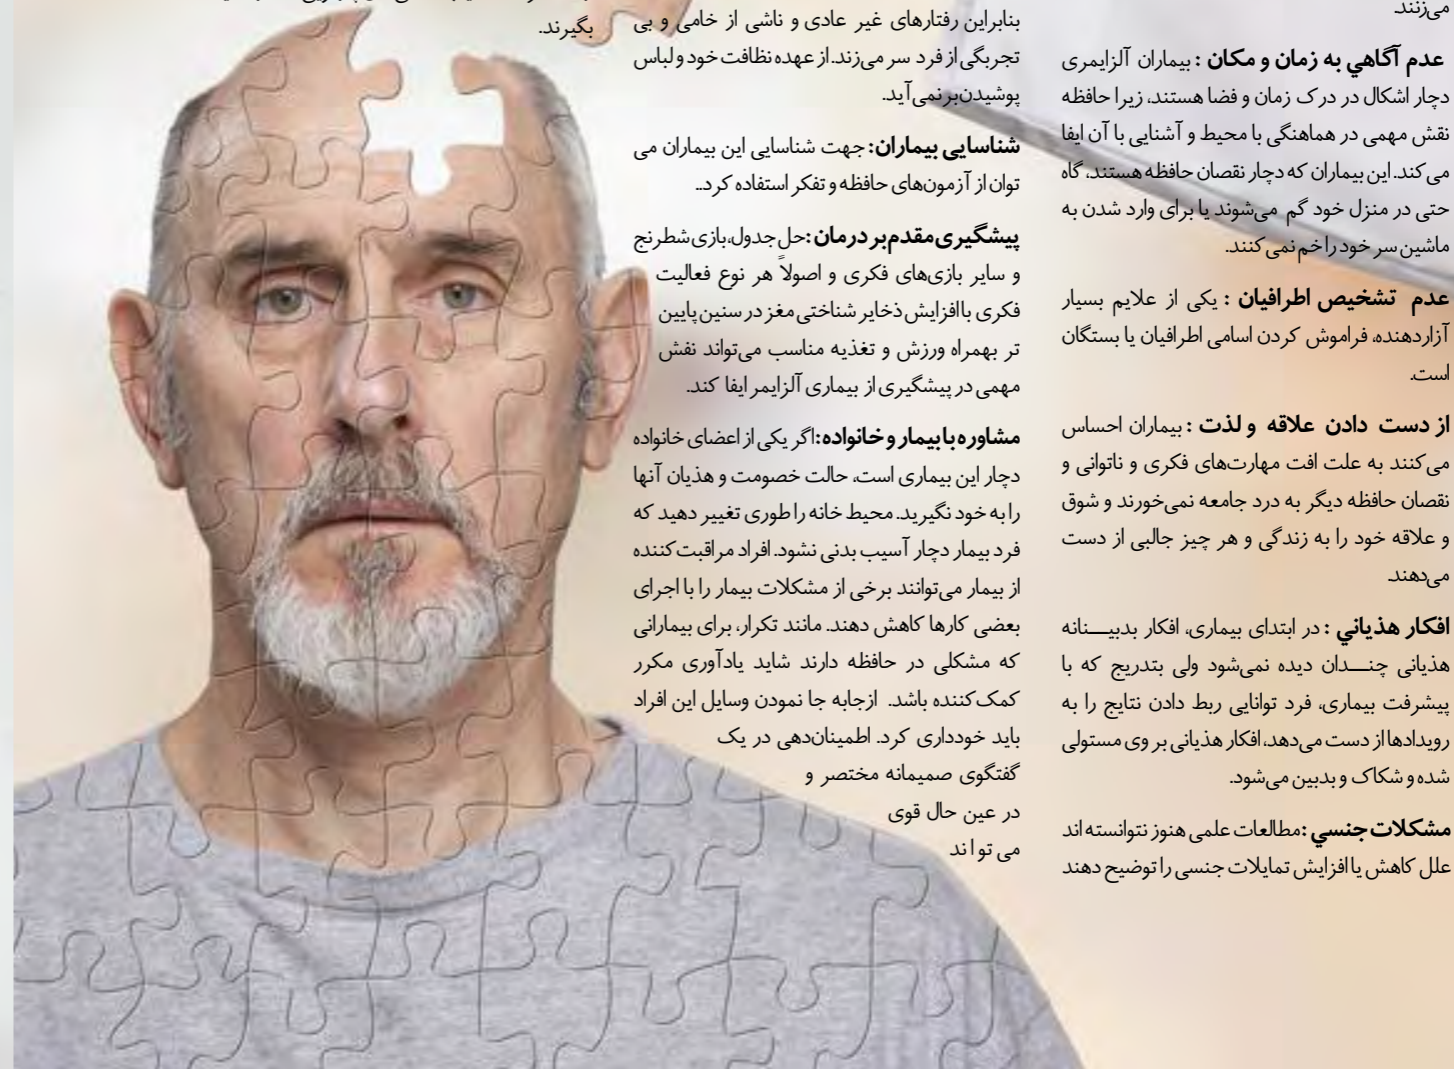 می‌زنند.
عدم آگاهي به زمان و مکان : بیماران آلزایمری
دچار اشکال در درک زمان و فضا هستند، زیرا حافظه
نقش مهمی در هماهنگی با محیط و آشنایی با آن ایفا
می کند. این بیماران که دچار نقصان حافظه هستند، گاه
حتی در منزل خود گم می‌شوند یا برای وارد شدن به
ماشین سر خود را خم نمی کنند.
عدم تشخیص اطرافیان : یکی از علایم بسیار
آزاردهنده، فراموش کردن اسامی اطرافیان یا بستگان
است.
از دست دادن علاقه و لذت : بیماران احساس
می‌کنند به علت افت مهارت‌های فکری و ناتوانی و
نقصان حافظه دیگر به درد جامعه نمی‌خورند و شوق
و علاقه خود را به زندگی و هر چیز جالبی از دست
می‌دهند.
افکار هذياني : در ابتدای بیماری، افکار بدبیـــنانه
هذیانی چنـــدان دیده نمی‌شود ولی بتدریج که با
پیشرفت بیماری، فرد توانایی ربط دادن نتایج را به
رویدادها از دست می‌دهد، افکار هذیانی بر وی مستولی
شده و شکاک و بدبین می‌شود.
مشکلات جنسي : مطالعات علمی هنوز نتوانسته اند
علل کاهش یا افزایش تمایلات جنسی را توضیح دهند
بنابراین رفتارهای غیر عادی و ناشی از خامی و بی
تجربگی از فرد سر می‌زند. از عهده نظافت خود و لباس
پوشیدن برنمی آید.
شناسایی بیماران: جهت شناسایی این بیماران می
توان از آزمون‌های حافظه و تفکر استفاده کرد..
پیشگیری مقدم بر درمان: حل جدول، بازی شطرنج
و سایر بازی‌های فکری و اصولاً هر نوع فعالیت
فکری با افزایش ذخایر شناختی مغز در سنین پایین
تر بهمراه ورزش و تغذیه مناسب می‌تواند نقش
مهمی در پیشگیری از بیماری آلزایمر ایفا کند.
مشاوره با بیمار و خانواده: اگر یکی از اعضای خانواده
دچار این بیماری است، حالت خصومت و هذیان آنها
را به خود نگیرید. محیط خانه را طوری تغییر دهید که
فرد بیمار دچار آسیب بدنی نشود. افراد مراقبت کننده
از بیمار می‌توانند برخی از مشکلات بیمار را با اجرای
بعضی کارها کاهش دهند. مانند تکرار، برای بیمارانی
که مشکلی در حافظه دارند شاید یادآوری مکرر
کمک کننده باشد. ازجابه جا نمودن وسایل این افراد
باید خودداری کرد. اطمینان‌دهی در یک
گفتگوی صمیمانه مختصر و
در عین حال قوی
می تواند
بگیرند.